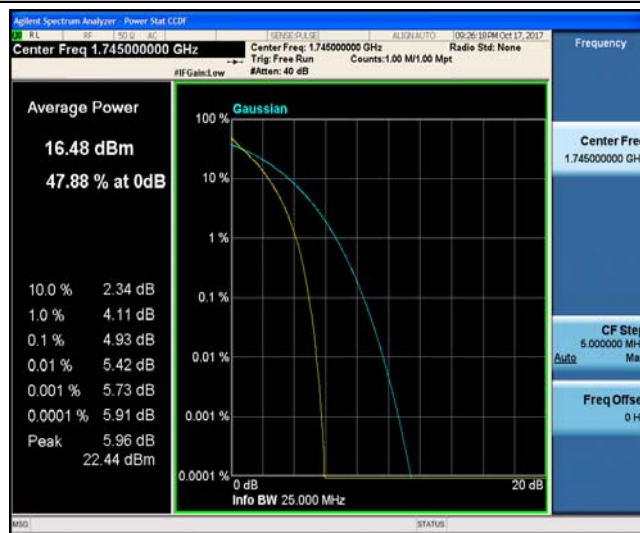 Agilent Spectrum Analyzer - Power Stat CCDF
RL RF 50 Ω AC SENSE:PULSE ALIGN AUTO 09:26:18 PM Oct 17, 2017
Center Freq 1.745000000 GHz
Center Freq: 1.745000000 GHz Radio Std: None
Trig: Free Run Counts:1.00 M/1.00 Mpt
#IFGain:Low #Atten: 40 dB
Frequency
Average Power
16.48 dBm
47.88 % at 0dB
10.0 % 2.34 dB
1.0 % 4.11 dB
0.1 % 4.93 dB
0.01 % 5.42 dB
0.001 % 5.73 dB
0.0001 % 5.91 dB
Peak 5.96 dB
22.44 dBm
Gaussian
100 %
10 %
1 %
0.1 %
0.01 %
0.001 %
0.0001 %
0 dB 20 dB
Info BW 25.000 MHz
Center Fre
1.745000000 GH
CF Ste
5.000000 MH
Auto Ma
Freq Offse
0 H
MSG STATUS